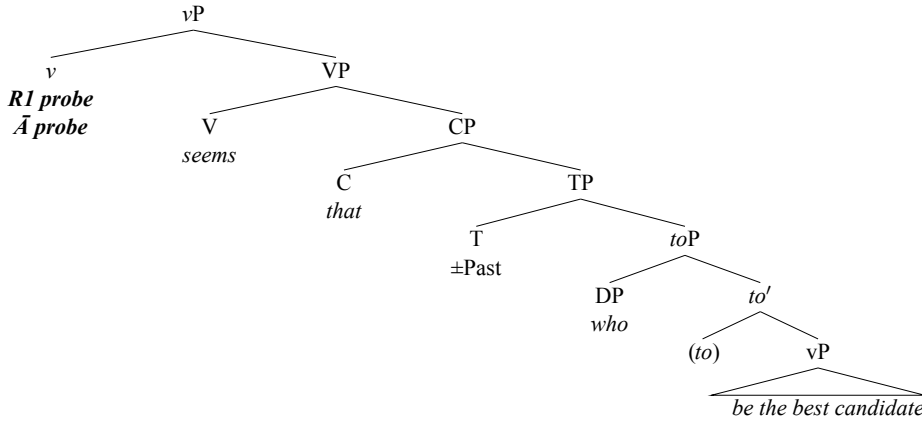 vP
v VP
R1 probe
Ā probe
V CP
seems
C TP
that
T toP
±Past
DP to′
who
(to) vP
be the best candidate